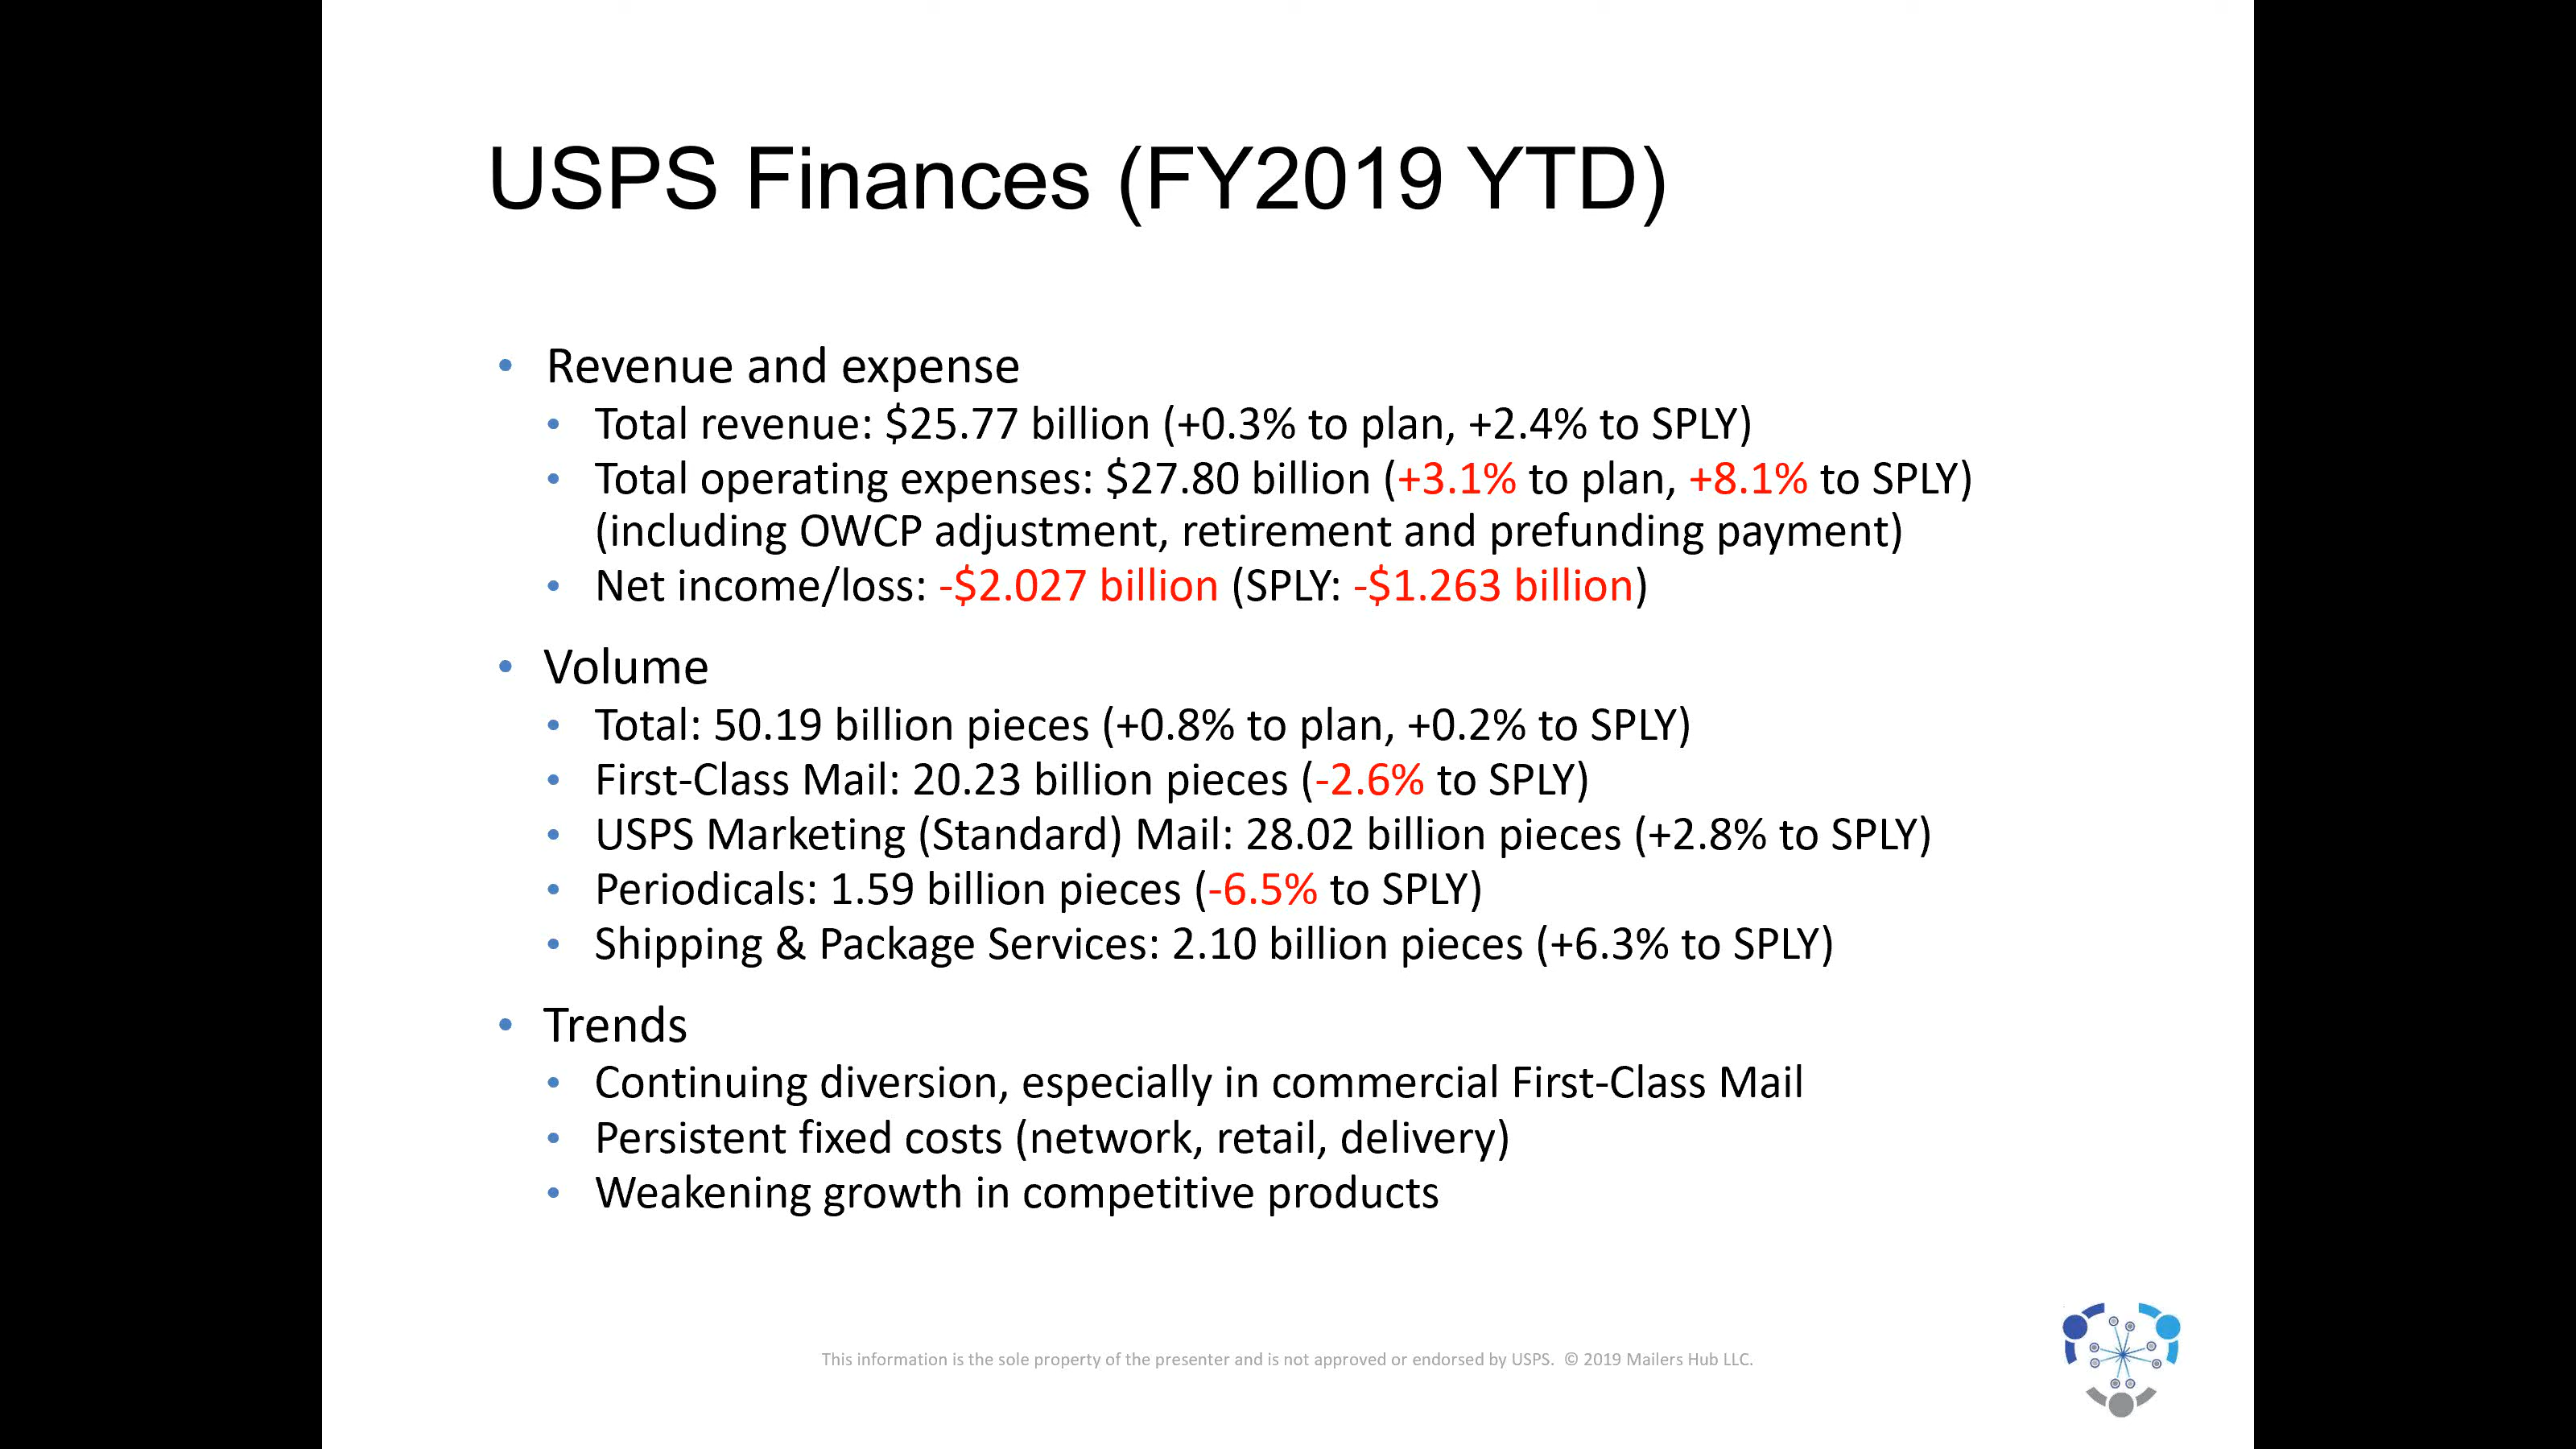 USPS Finances (FY2019 YTD)
• Revenue and expense
• Total revenue: $25.77 billion (+0.3% to plan, +2.4% to SPLY)
• Total operating expenses: $27.80 billion (+3.1% to plan, +8.1% to SPLY)
(including OWCP adjustment, retirement and prefunding payment)
• Net income/loss: -$2.027 billion (SPLY: -$1.263 billion)
• Volume
• Total: 50.19 billion pieces (+0.8% to plan, +0.2% to SPLY)
• First-Class Mail: 20.23 billion pieces (-2.6% to SPLY)
• USPS Marketing (Standard) Mail: 28.02 billion pieces (+2.8% to SPLY)
• Periodicals: 1.59 billion pieces (-6.5% to SPLY)
• Shipping & Package Services: 2.10 billion pieces (+6.3% to SPLY)
• Trends
• Continuing diversion, especially in commercial First-Class Mail
• Persistent fixed costs (network, retail, delivery)
• Weakening growth in competitive products
This information is the sole property of the presenter and is not approved or endorsed by USPS. © 2019 Mailers Hub LLC.